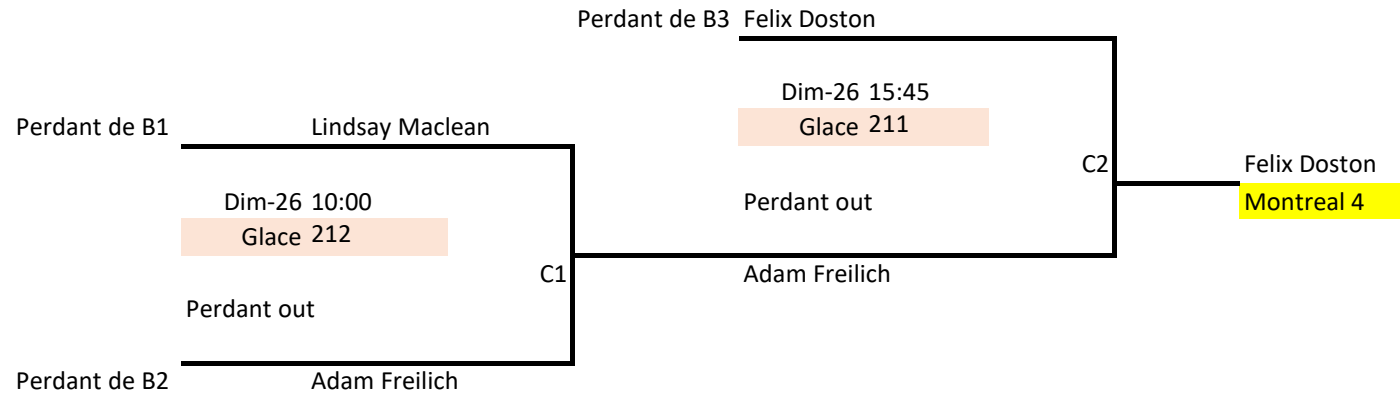 Perdant de B3 Felix Doston
Dim-26 15:45
Glace 211
Perdant de B1 Lindsay Maclean
C2 Felix Doston
Dim-26 10:00
Perdant out
Montreal 4
Glace 212
C1 Adam Freilich
Perdant out
Perdant de B2 Adam Freilich